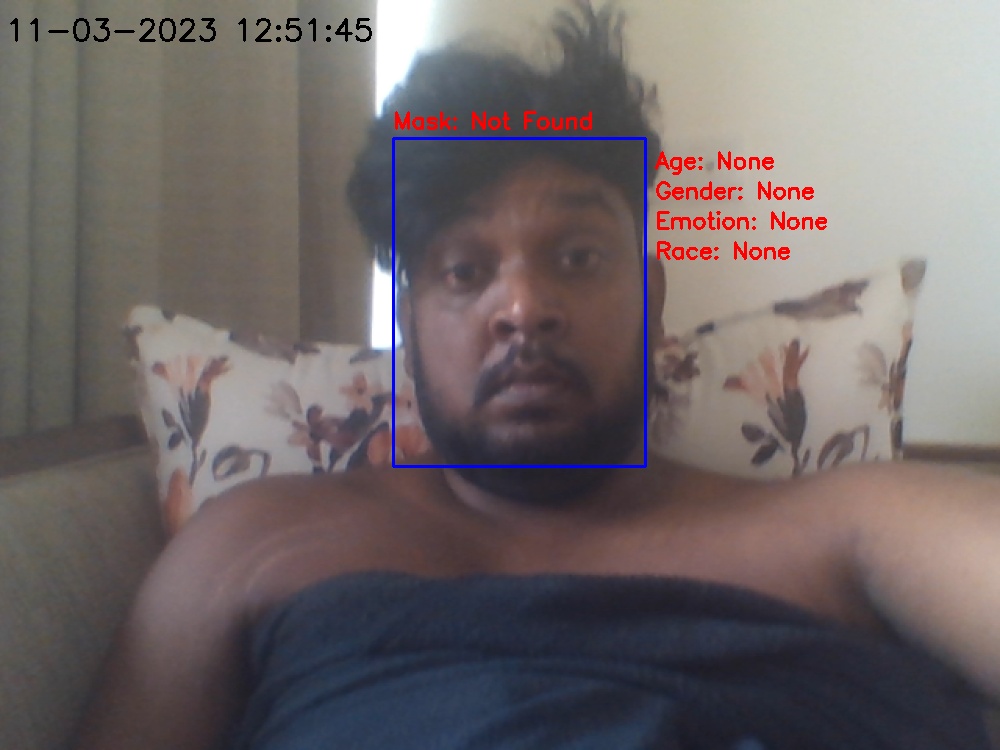 11-03-2023 12:51:45
Mask: Not Found
Age: None
Gender: None
Emotion: None
Race: None